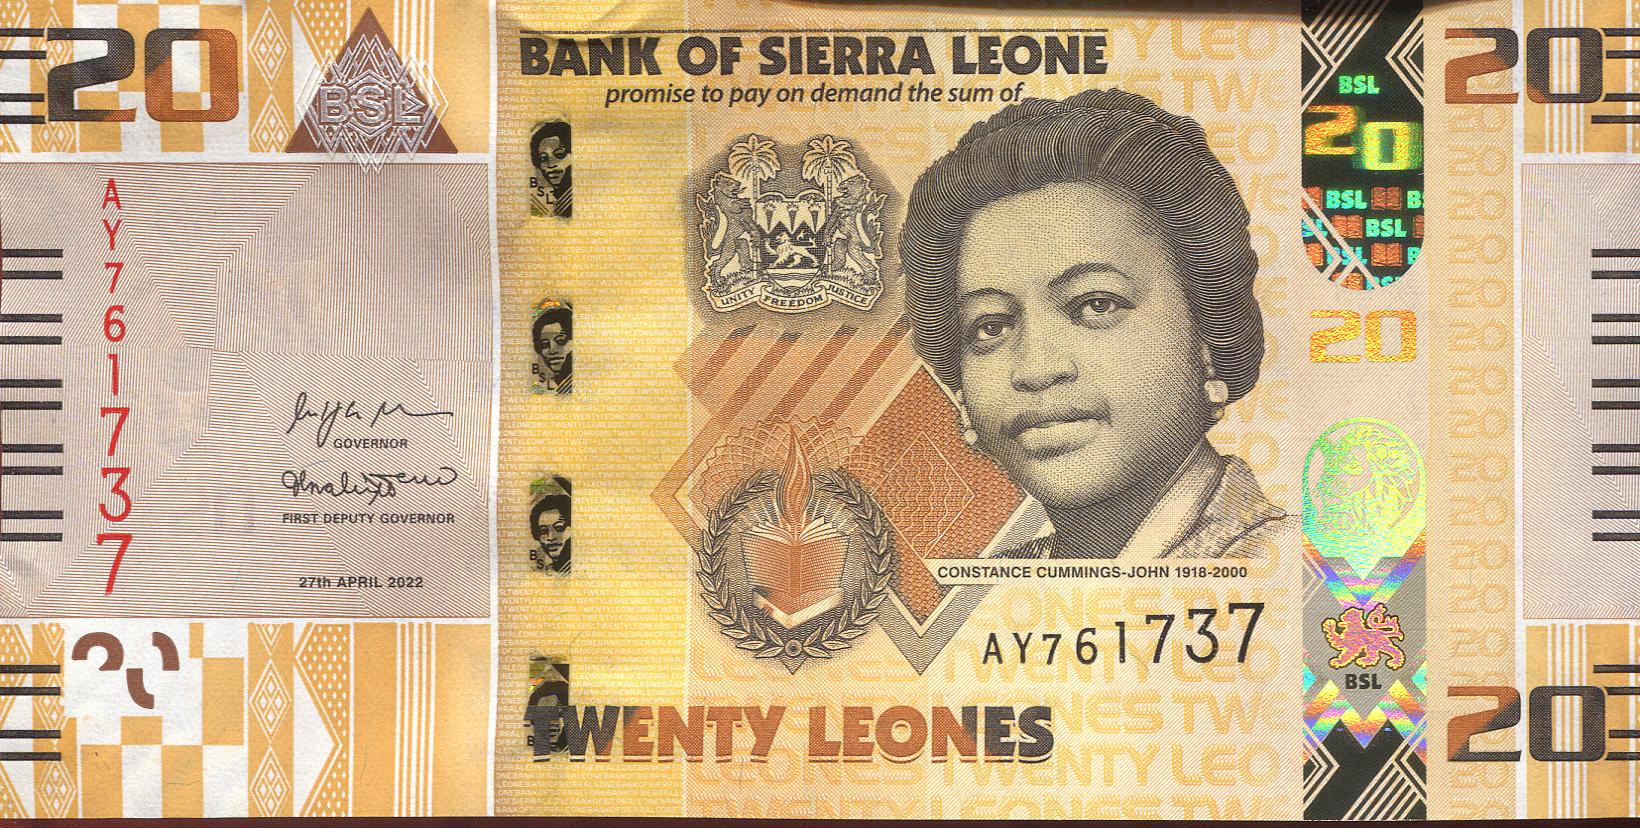 20
BSL
BANK OF SIERRA LEONE
promise to pay on demand the sum of
BSL
20
20
BSL
BSL
BSL
20
UNITY FREEDOM JUSTICE
AY761737
GOVERNOR
FIRST DEPUTY GOVERNOR
27th APRIL 2022
CONSTANCE CUMMINGS-JOHN 1918-2000
AY761737
BSL
TWENTY LEONES
20